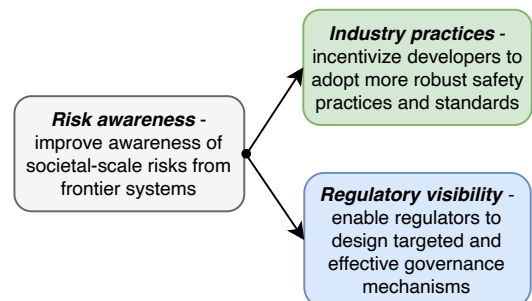 Industry practices -
incentivize developers to
adopt more robust safety
practices and standards
Risk awareness -
improve awareness of
societal-scale risks from
frontier systems
Regulatory visibility -
enable regulators to
design targeted and
effective governance
mechanisms